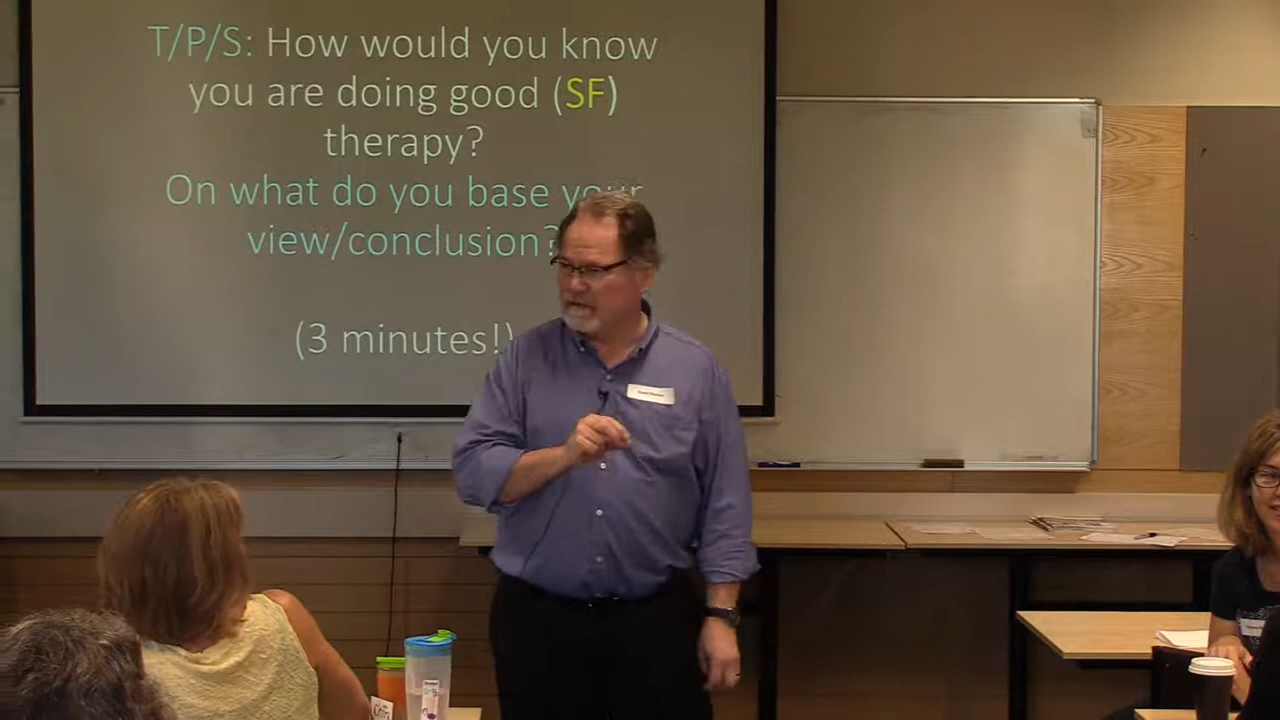 T/P/S: How would you know
you are doing good (SF)
therapy?
On what do you base your
view/conclusion?
(3 minutes!)